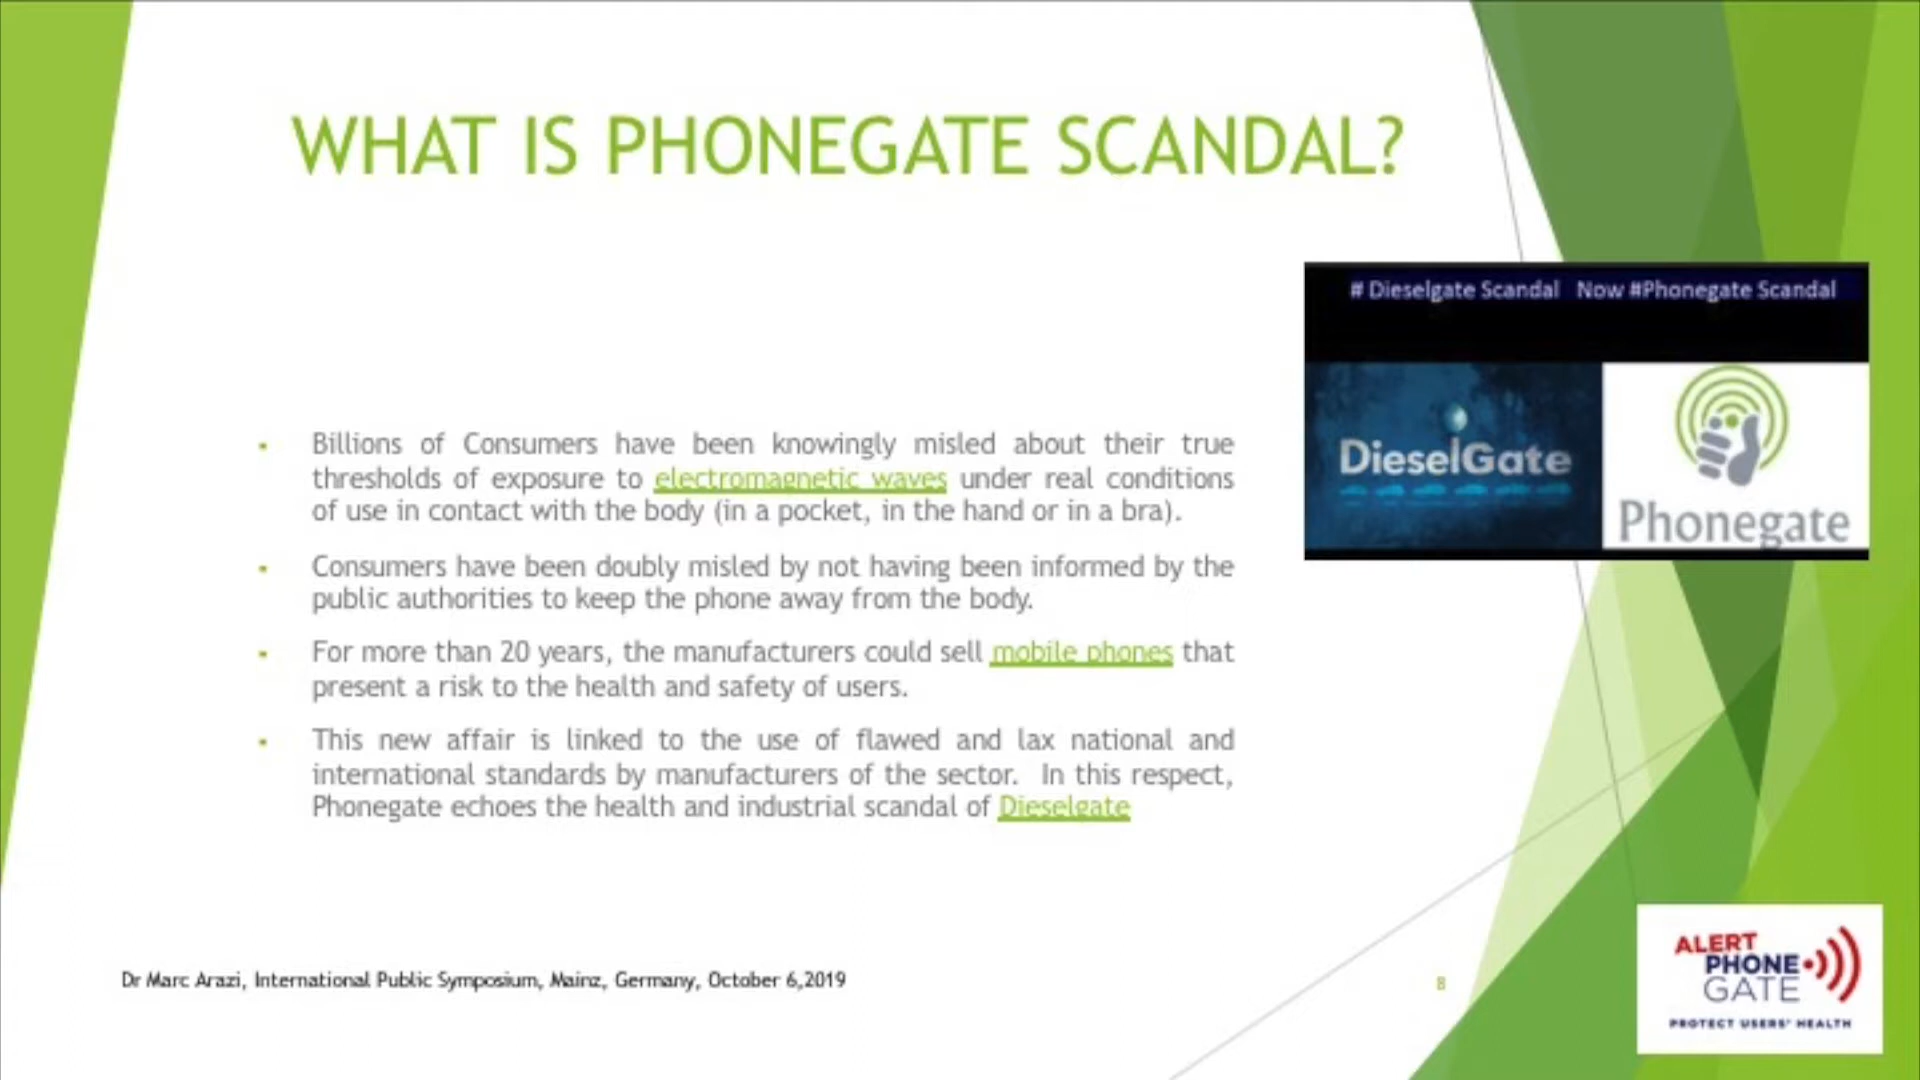 WHAT IS PHONEGATE SCANDAL?
# Dieselgate Scandal Now #Phonegate Scandal
DieselGate
Phonegate
Billions of Consumers have been knowingly misled about their true
thresholds of exposure to electromagnetic waves under real conditions
of use in contact with the body (in a pocket, in the hand or in a bra).
Consumers have been doubly misled by not having been informed by the
public authorities to keep the phone away from the body.
For more than 20 years, the manufacturers could sell mobile phones that
present a risk to the health and safety of users.
This new affair is linked to the use of flawed and lax national and
international standards by manufacturers of the sector. In this respect,
Phonegate echoes the health and industrial scandal of Dieselgate
Dr Marc Arazi, International Public Symposium, Mainz, Germany, October 6,2019
8
ALERT
PHONE
GATE
PROTECT USERS' HEALTH